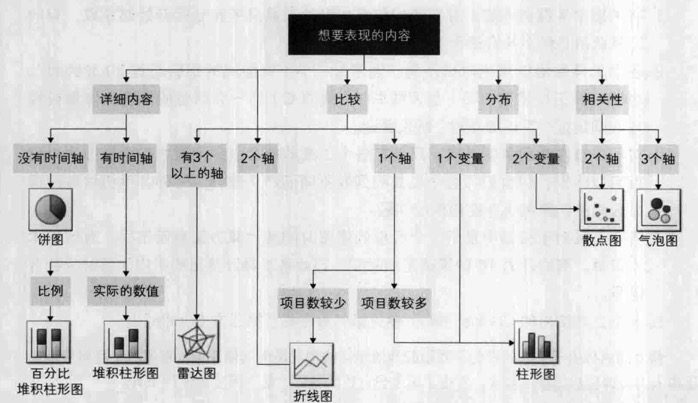 想要表现的内容
详细内容
比较
分布
相关性
没有时间轴
有时间轴
有3个
以上的轴
2个轴
1个轴
1个变量
2个变量
2个轴
3个轴
饼图
散点图
气泡图
比例
实际的数值
项目数较少
项目数较多
百分比
堆积柱形图
堆积柱形图
雷达图
折线图
柱形图